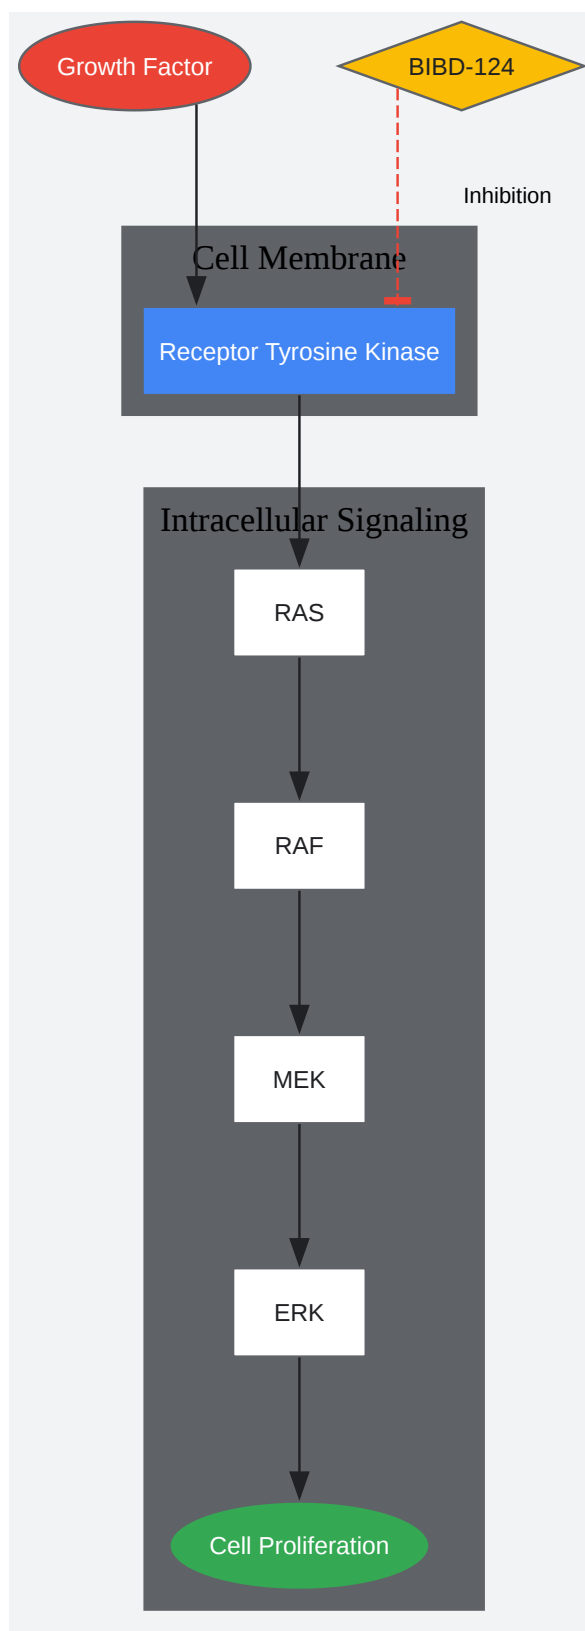 Growth Factor
BIBD-124
Inhibition
Cell Membrane
Receptor Tyrosine Kinase
Intracellular Signaling
RAS
RAF
MEK
ERK
Cell Proliferation